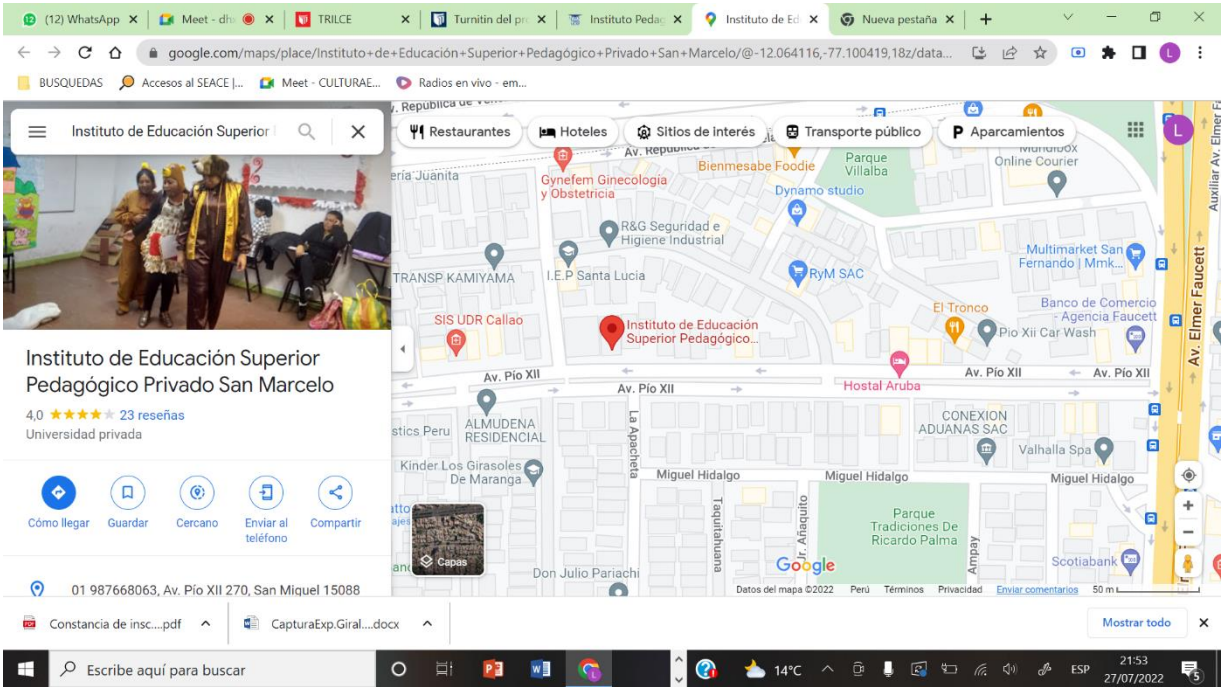 (12) WhatsApp
Meet - dh
TRILCE
Turnitin del pr
Instituto Pedag
Instituto de Ed
Nueva pestaña
google.com/maps/place/Instituto+de+Educación+Superior+Pedagógico+Privado+San+Marcelo/@-12.064116,-77.100419,18z/data...
L
BUSQUEDAS
Accesos al SEACE |...
Meet - CULTURAE...
Radios en vivo - em...
Instituto de Educación Superior
Restaurantes
Hoteles
Sitios de interés
Transporte público
P Aparcamientos
L
Auxiliar Av. Elmer
Bienmesabe Foodie
Parque
Villalba
Online Courier
ería Juanita
Gynefem Ginecología
y Obstetricia
Dynamo studio
R&G Seguridad e
Higiene Industrial
Multimarket San
Fernando | Mmk...
TRANSP KAMIYAMA
I.E.P Santa Lucia
RyM SAC
Banco de Comercio
- Agencia Faucett
El Tronco
SIS UDR Callao
Instituto de Educación
Superior Pedagógico...
Pio Xii Car Wash
Av. Elmer Faucett
Av. Pío XII
Av. Pío XII
Av. Pío XII
Av. Pío XII
Hostal Aruba
stics Peru
ALMUDENA
RESIDENCIAL
La Apacheta
CONEXION
ADUANAS SAC
Valhalla Spa
Kinder Los Girasoles
De Maranga
Miguel Hidalgo
Miguel Hidalgo
Miguel Hidalgo
Taquitahuana
Jr. Añaquito
Parque
Tradiciones De
Ricardo Palma
Ampay
Scotiabank
Capas
Don Julio Pariachi
Google
Datos del mapa ©2022
Perú
Términos
Privacidad
Enviar comentarios
50 m
Instituto de Educación Superior
Pedagógico Privado San Marcelo
4,0
23 reseñas
Universidad privada
Cómo llegar
Guardar
Cercano
Enviar al
teléfono
Compartir
01 987668063, Av. Pío XII 270, San Miguel 15088
Constancia de insc....pdf
CapturaExp.Giral....docx
Mostrar todo
Escribe aquí para buscar
14°C
ESP
21:53
27/07/2022
5